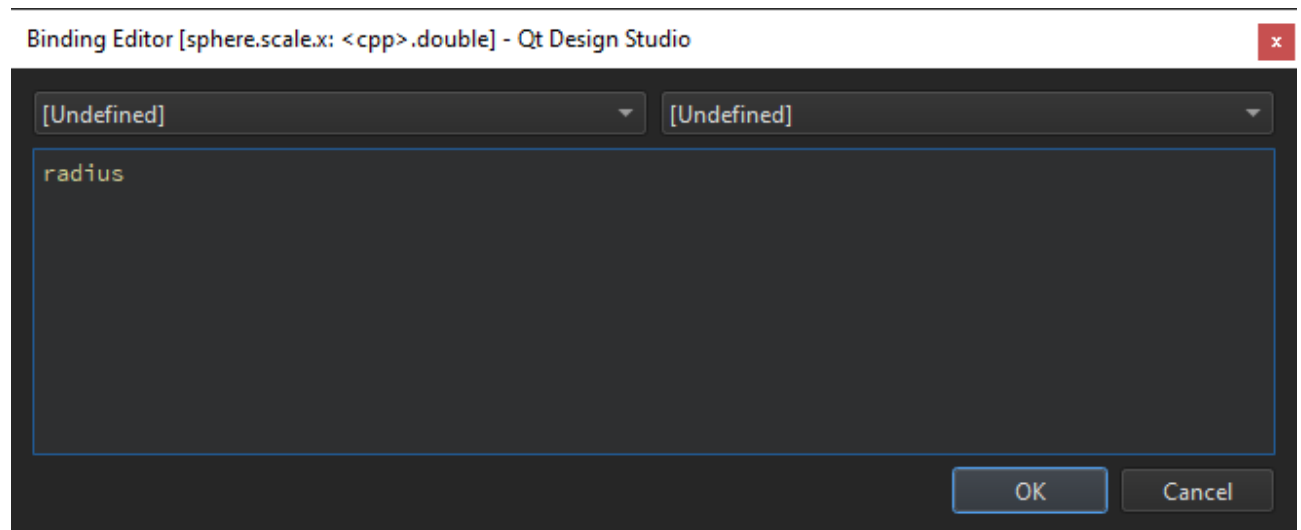 Binding Editor [sphere.scale.x: <cpp>.double] - Qt Design Studio
x
[Undefined] [Undefined]
radius
OK Cancel